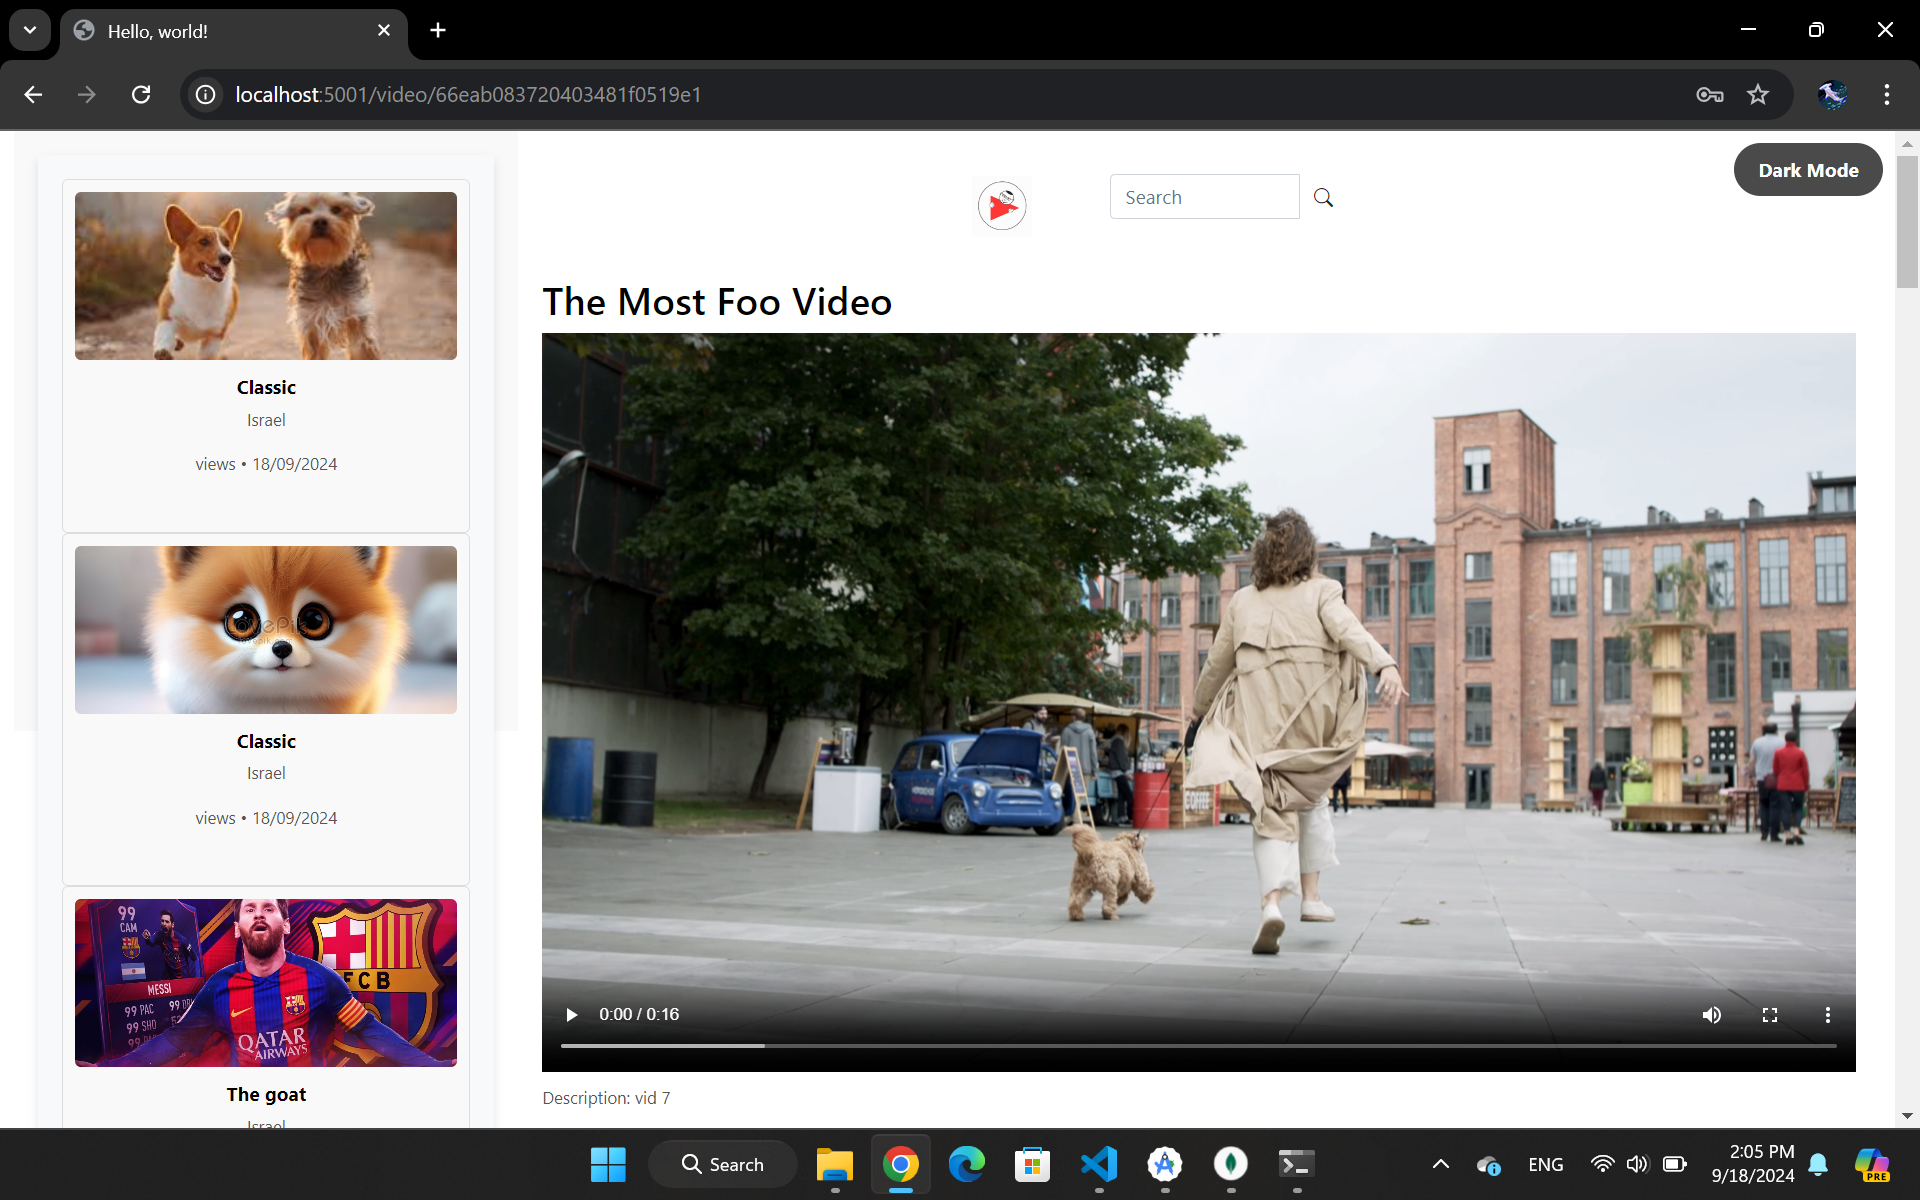 Hello, world!
localhost:5001/video/66eab083720403481f0519e1
Dark Mode
Search
The Most Foo Video
Classic
Israel
views • 18/09/2024
Classic
Israel
views • 18/09/2024
99
CAM
MESSI
99 PAC
99 SHO
FCB
QATAR
AIRWAYS
The goat
Israel
COFFEE
0:00 / 0:16
Description: vid 7
Search
ENG
2:05 PM
9/18/2024
PRE